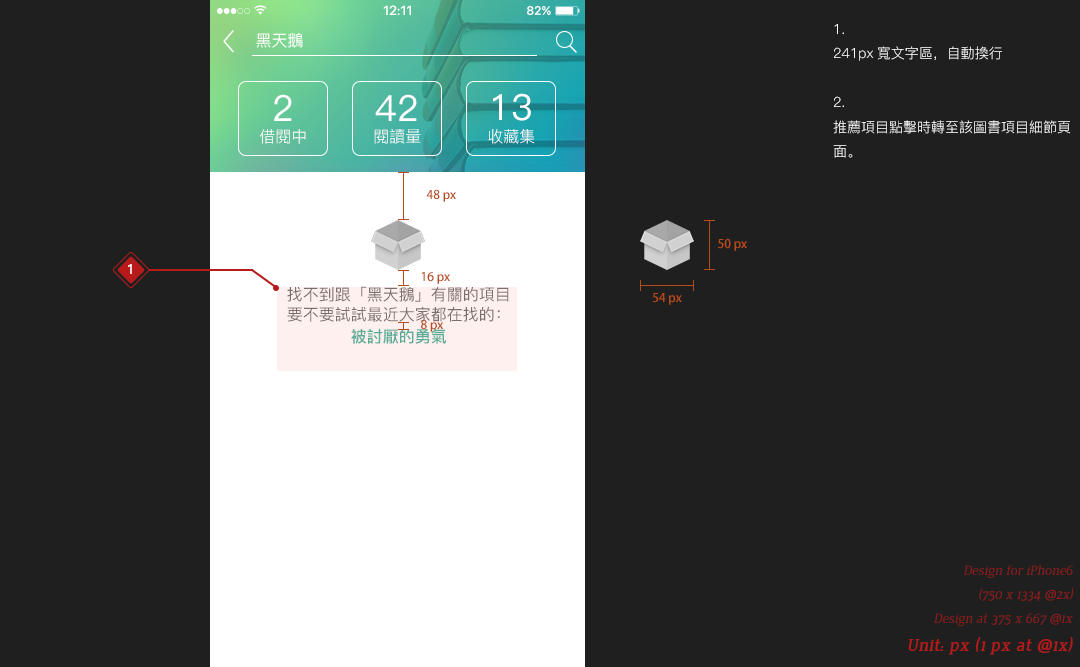 12:11
82%
黑天鵝
2
借閱中
42
閱讀量
13
收藏集
48 px
16 px
找不到跟「黑天鵝」有關的項目
要不要試試最近大家都在找的：
8 px
被討厭的勇氣
1
50 px
54 px
1.
241px 寬文字區，自動換行
2.
推薦項目點擊時轉至該圖書項目細節頁
面。
Design for iPhone6
(750 x 1334 @2x)
Design at 375 x 667 @1x
Unit: px (1 px at @1x)